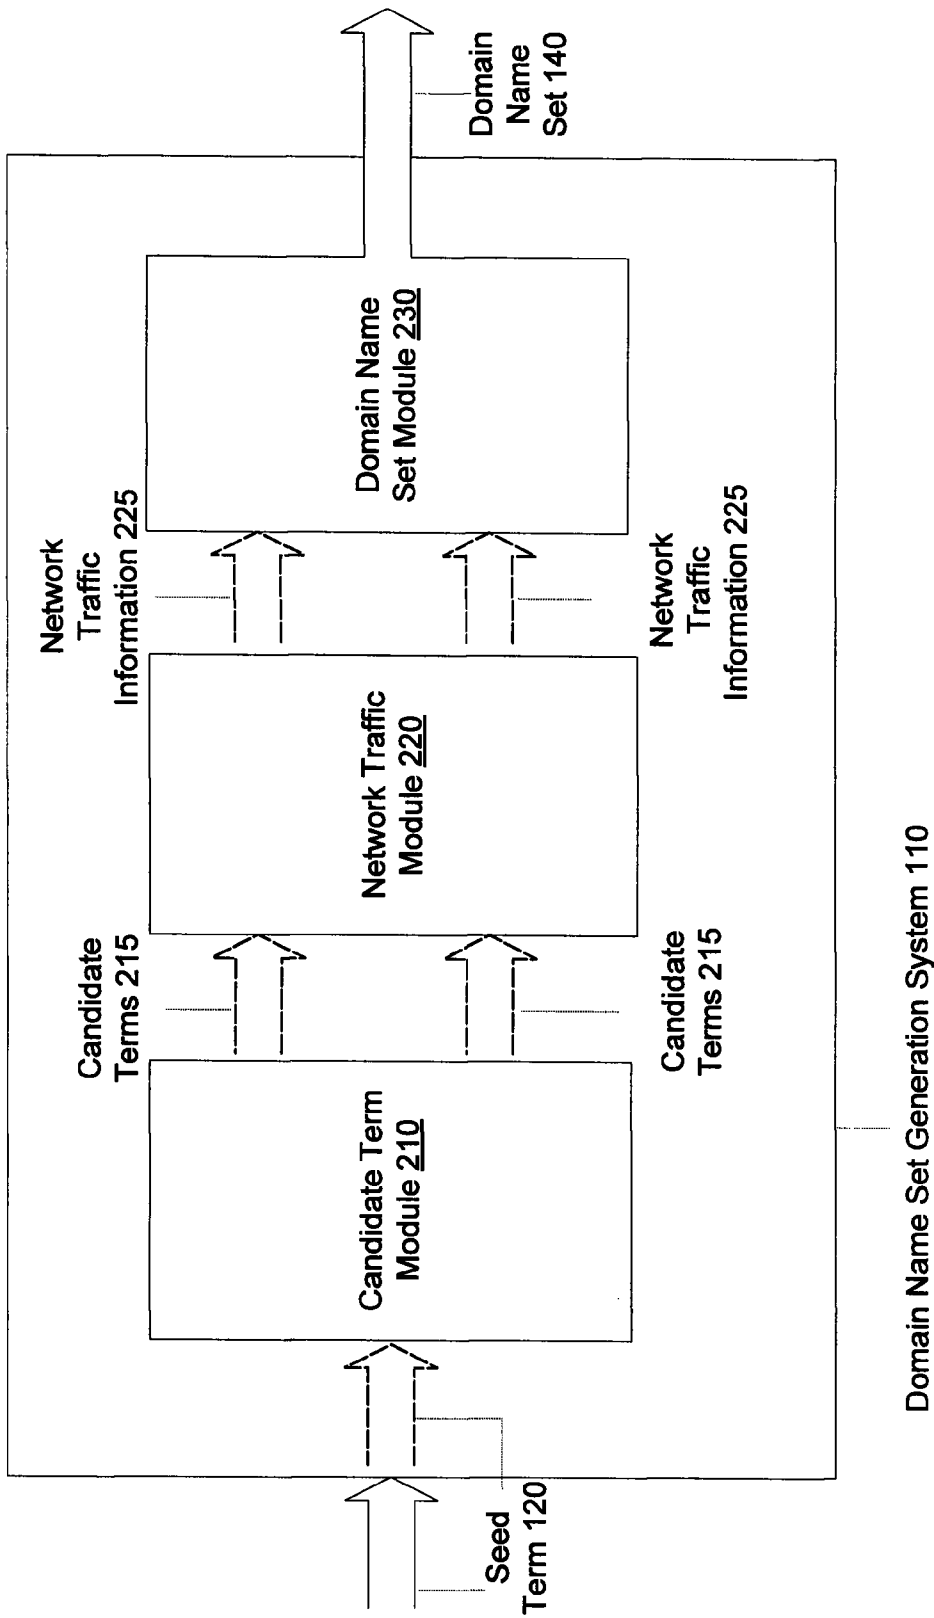 Seed
Term 120
Candidate Term
Module 210
Candidate
Terms 215
Candidate
Terms 215
Network Traffic
Module 220
Network
Traffic
Information 225
Network
Traffic
Information 225
Domain Name
Set Module 230
Domain
Name
Set 140
Domain Name Set Generation System 110